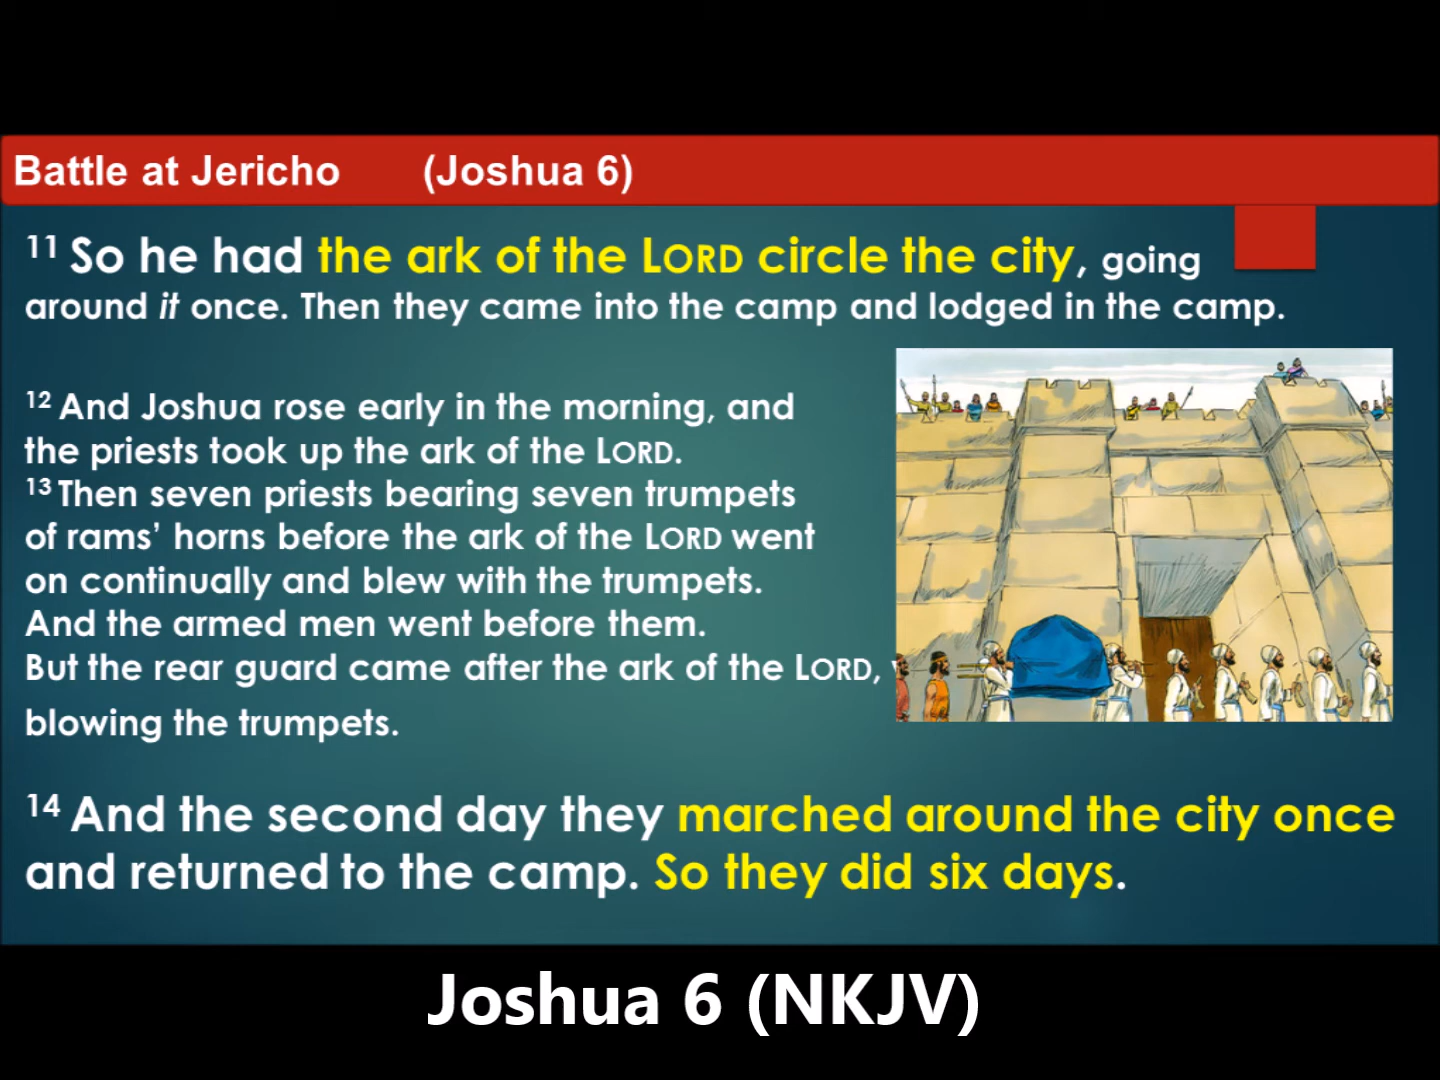 Battle at Jericho (Joshua 6)
11 So he had the ark of the LORD circle the city, going
around it once. Then they came into the camp and lodged in the camp.
12 And Joshua rose early in the morning, and
the priests took up the ark of the LORD.
13 Then seven priests bearing seven trumpets
of rams’ horns before the ark of the LORD went
on continually and blew with the trumpets.
And the armed men went before them.
But the rear guard came after the ark of the LORD,
blowing the trumpets.
14 And the second day they marched around the city once
and returned to the camp. So they did six days.
Joshua 6 (NKJV)